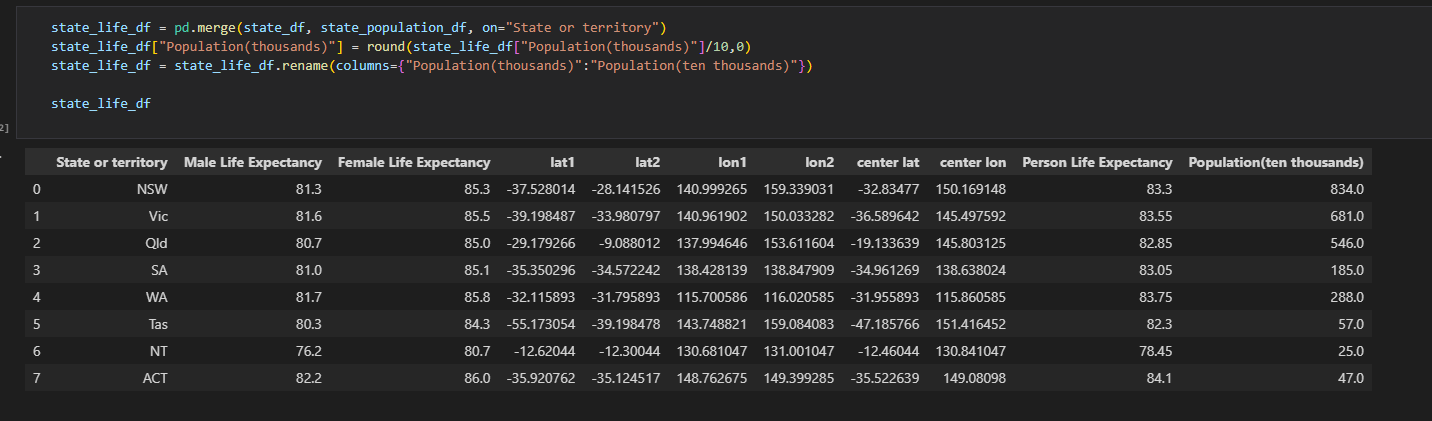 state_life_df = pd.merge(state_df, state_population_df, on="State or territory")
state_life_df["Population(thousands)"] = round(state_life_df["Population(thousands)"]/10,0)
state_life_df = state_life_df.rename(columns={"Population(thousands)":"Population(ten thousands)"})
state_life_df
2]
State or territory Male Life Expectancy Female Life Expectancy lat1 lat2 lon1 lon2 center lat center lon Person Life Expectancy Population(ten thousands)
0 NSW 81.3 85.3 -37.528014 -28.141526 140.999265 159.339031 -32.83477 150.169148 83.3 834.0
1 Vic 81.6 85.5 -39.198487 -33.980797 140.961902 150.033282 -36.589642 145.497592 83.55 681.0
2 Qld 80.7 85.0 -29.179266 -9.088012 137.994646 153.611604 -19.133639 145.803125 82.85 546.0
3 SA 81.0 85.1 -35.350296 -34.572242 138.428139 138.847909 -34.961269 138.638024 83.05 185.0
4 WA 81.7 85.8 -32.115893 -31.795893 115.700586 116.020585 -31.955893 115.860585 83.75 288.0
5 Tas 80.3 84.3 -55.173054 -39.198478 143.748821 159.084083 -47.185766 151.416452 82.3 57.0
6 NT 76.2 80.7 -12.62044 -12.30044 130.681047 131.001047 -12.46044 130.841047 78.45 25.0
7 ACT 82.2 86.0 -35.920762 -35.124517 148.762675 149.399285 -35.522639 149.08098 84.1 47.0